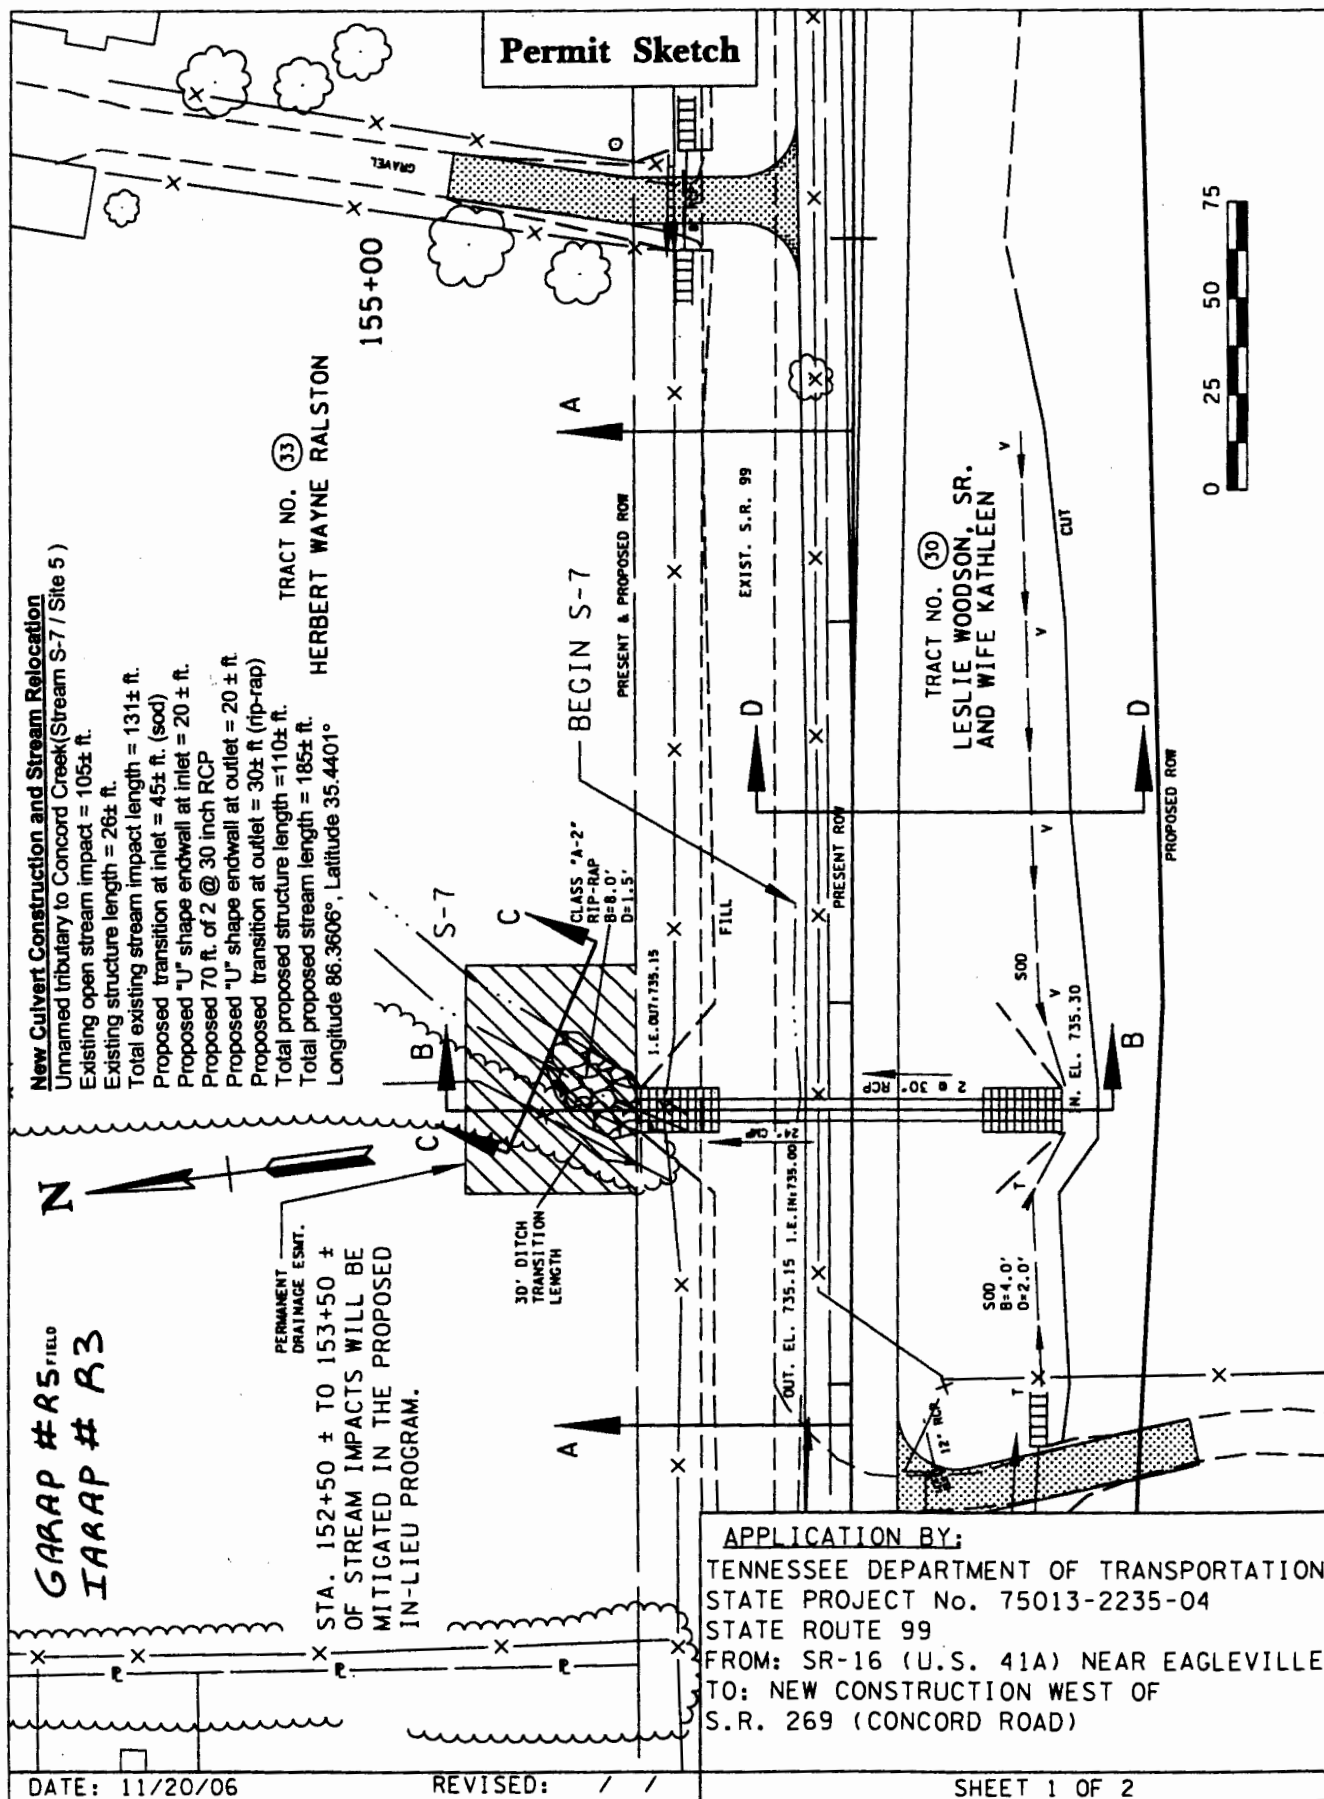 Permit Sketch
New Culvert Construction and Stream Relocation
Unnamed tributary to Concord Creek(Stream S-7 / Site 5 )
Existing open stream impact = 105± ft.
Existing structure length = 26± ft.
Total existing stream impact length = 131± ft.
Proposed transition at inlet = 45± ft. (sod)
Proposed "U" shape endwall at inlet = 20 ± ft.
Proposed 70 ft. of 2 @ 30 inch RCP
Proposed "U" shape endwall at outlet = 20 ± ft.
Proposed transition at outlet = 30± ft (rip-rap)
Total proposed structure length =110± ft.
Total proposed stream length = 185± ft.
Longitude 86.3606°, Latitude 35.4401°
TRACT NO. 33
HERBERT WAYNE RALSTON
155+00
GRAVEL
GARAP #R5 FIELD
IARAP # R3
N
PERMANENT
DRAINAGE ESMT.
STA. 152+50 ± TO 153+50 ±
OF STREAM IMPACTS WILL BE
MITIGATED IN THE PROPOSED
IN-LIEU PROGRAM.
3D' DITCH
TRANSITION
LENGTH
S-7
B
C
C
CLASS "A-2"
RIP-RAP
B=8.0'
D=1.5'
BEGIN S-7
PRESENT & PROPOSED ROW
A
A
I.E.OUT:735.15
FILL
EXIST. S.R. 99
D
D
PRESENT ROW
24" CMP
I.E.IN:735.00
OUT. EL. 735.15
2 @ 30" RCP
TRACT NO. 30
LESLIE WOODSON, SR.
AND WIFE KATHLEEN
V
V
V
V
CUT
SOD
IN. EL. 735.30
B
T
T
SOD
B=4.0'
D=2.0'
12" RCP
PROPOSED ROW
0 25 50 75
APPLICATION BY:
TENNESSEE DEPARTMENT OF TRANSPORTATION
STATE PROJECT No. 75013-2235-04
STATE ROUTE 99
FROM: SR-16 (U.S. 41A) NEAR EAGLEVILLE
TO: NEW CONSTRUCTION WEST OF
S.R. 269 (CONCORD ROAD)
DATE: 11/20/06
REVISED: / /
SHEET 1 OF 2